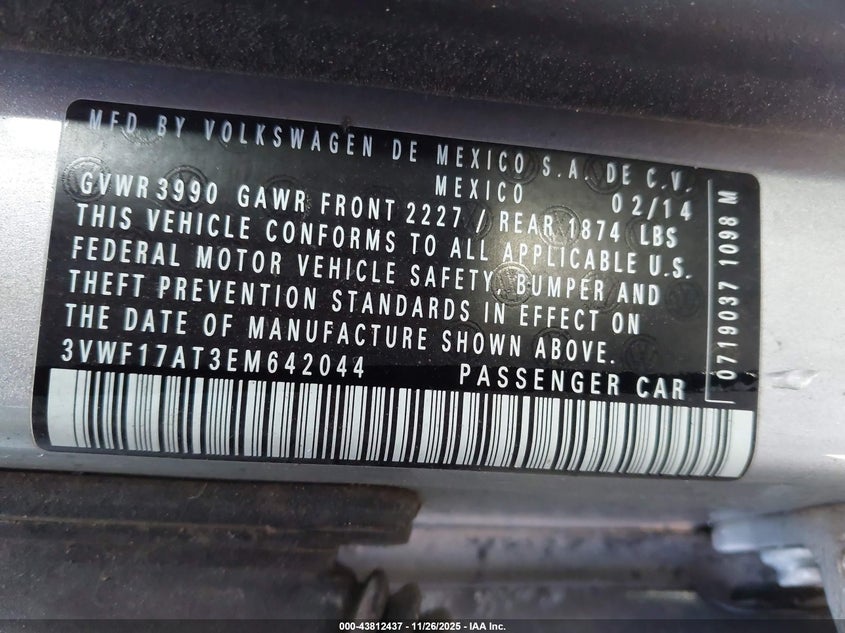 MFD BY VOLKSWAGEN DE MEXICO S.A. DE C.V.
MEXICO 02/14
GVWR 3990 GAWR FRONT 2227 / REAR 1874 LBS
THIS VEHICLE CONFORMS TO ALL APPLICABLE U.S.
FEDERAL MOTOR VEHICLE SAFETY, BUMPER AND
THEFT PREVENTION STANDARDS IN EFFECT ON
THE DATE OF MANUFACTURE SHOWN ABOVE.
3VWF17AT3EM642044 PASSENGER CAR
0719037 1098 M
000-43812437 - 11/26/2025 - IAA Inc.